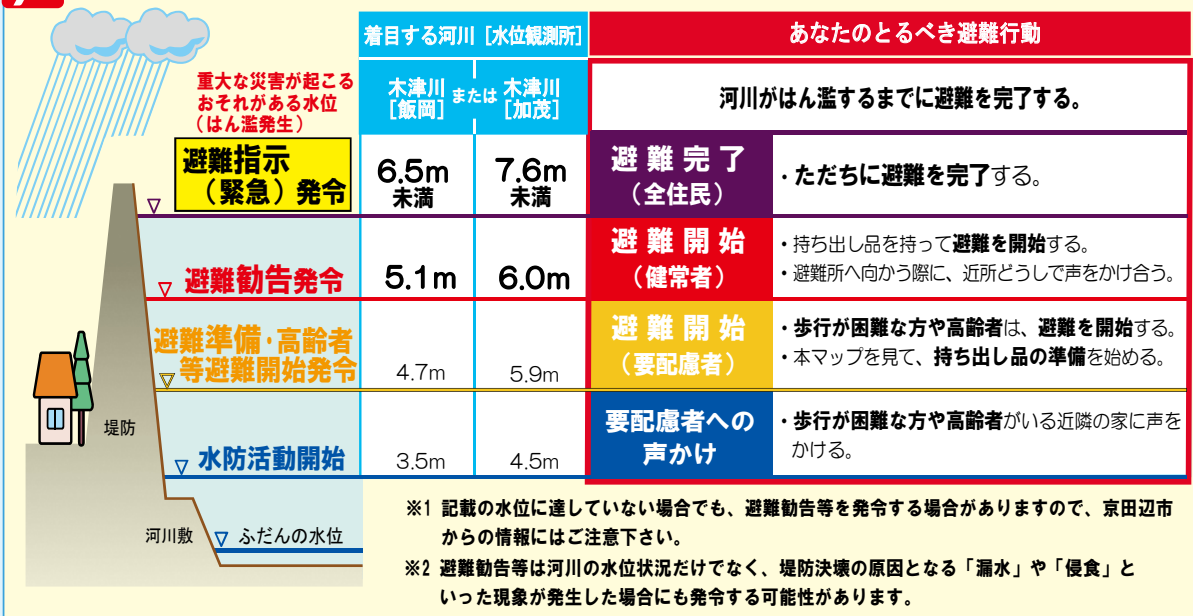 着目する河川［水位観測所］
あなたのとるべき避難行動
重大な災害が起こる
おそれがある水位
（はん濫発生）
木津川
［飯岡］
または
木津川
［加茂］
河川がはん濫するまでに避難を完了する。
避難指示
（緊急）発令
6.5m
未満
7.6m
未満
避難完了
（全住民）
・ただちに避難を完了する。
避難勧告発令
5.1m
6.0m
避難開始
（健常者）
・持ち出し品を持って避難を開始する。
・避難所へ向かう際に、近所どうしで声をかけ合う。
避難準備・高齢者
等避難開始発令
4.7m
5.9m
避難開始
（要配慮者）
・歩行が困難な方や高齢者は、避難を開始する。
・本マップを見て、持ち出し品の準備を始める。
堤防
水防活動開始
3.5m
4.5m
要配慮者への
声かけ
・歩行が困難な方や高齢者がいる近隣の家に声を
かける。
河川敷
ふだんの水位
※1 記載の水位に達していない場合でも、避難勧告等を発令する場合がありますので、京田辺市
からの情報にはご注意下さい。
※2 避難勧告等は河川の水位状況だけでなく、堤防決壊の原因となる「漏水」や「侵食」と
いった現象が発生した場合にも発令する可能性があります。